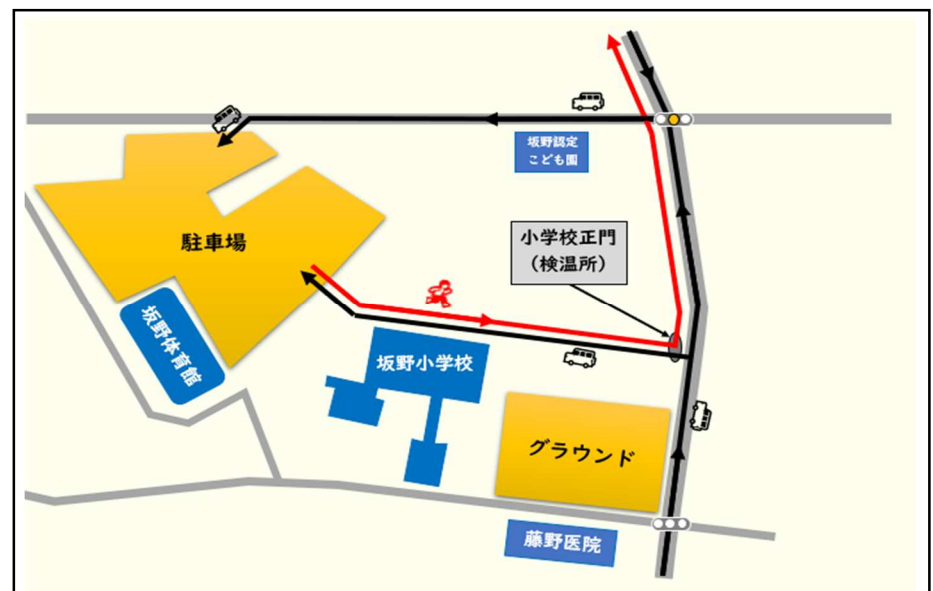 坂野認定
こども園
小学校正門
（検温所）
駐車場
坂野体育館
坂野小学校
グラウンド
藤野医院